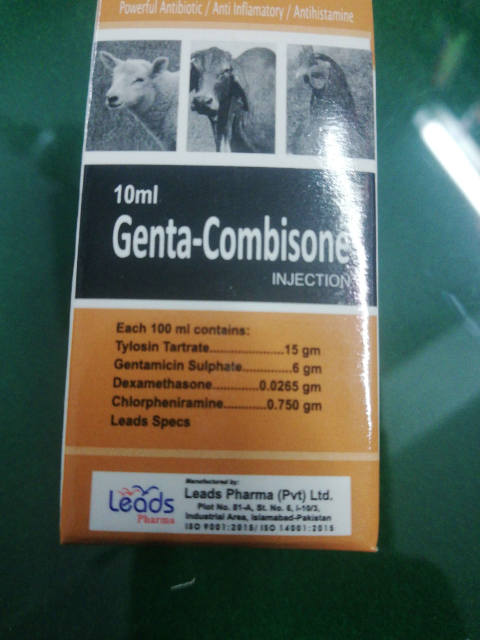 Powerful Antibiotic / Anti Inflamatory / Antihistamine
10ml
Genta-Combisone
INJECTION
Each 100 ml contains:
Tylosin Tartrate.....................15 gm
Gentamicin Sulphate..............6 gm
Dexamethasone.............0.0265 gm
Chlorpheniramine............0.750 gm
Leads Specs
Leads
Pharma
Manufactured by:
Leads Pharma (Pvt) Ltd.
Plot No. 81-A, St. No. 6, I-10/3,
Industrial Area, Islamabad-Pakistan
ISO 9001:2015/ ISO 14001:2015